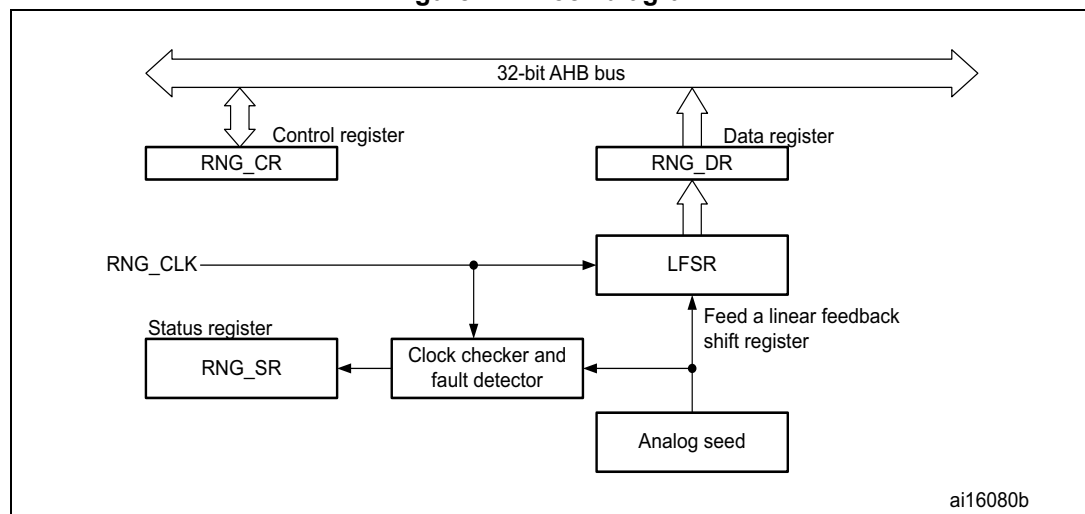 32-bit AHB bus
Control register
Data register
RNG_CR
RNG_DR
RNG_CLK
LFSR
Feed a linear feedback
shift register
Status register
RNG_SR
Clock checker and
fault detector
Analog seed
ai16080b